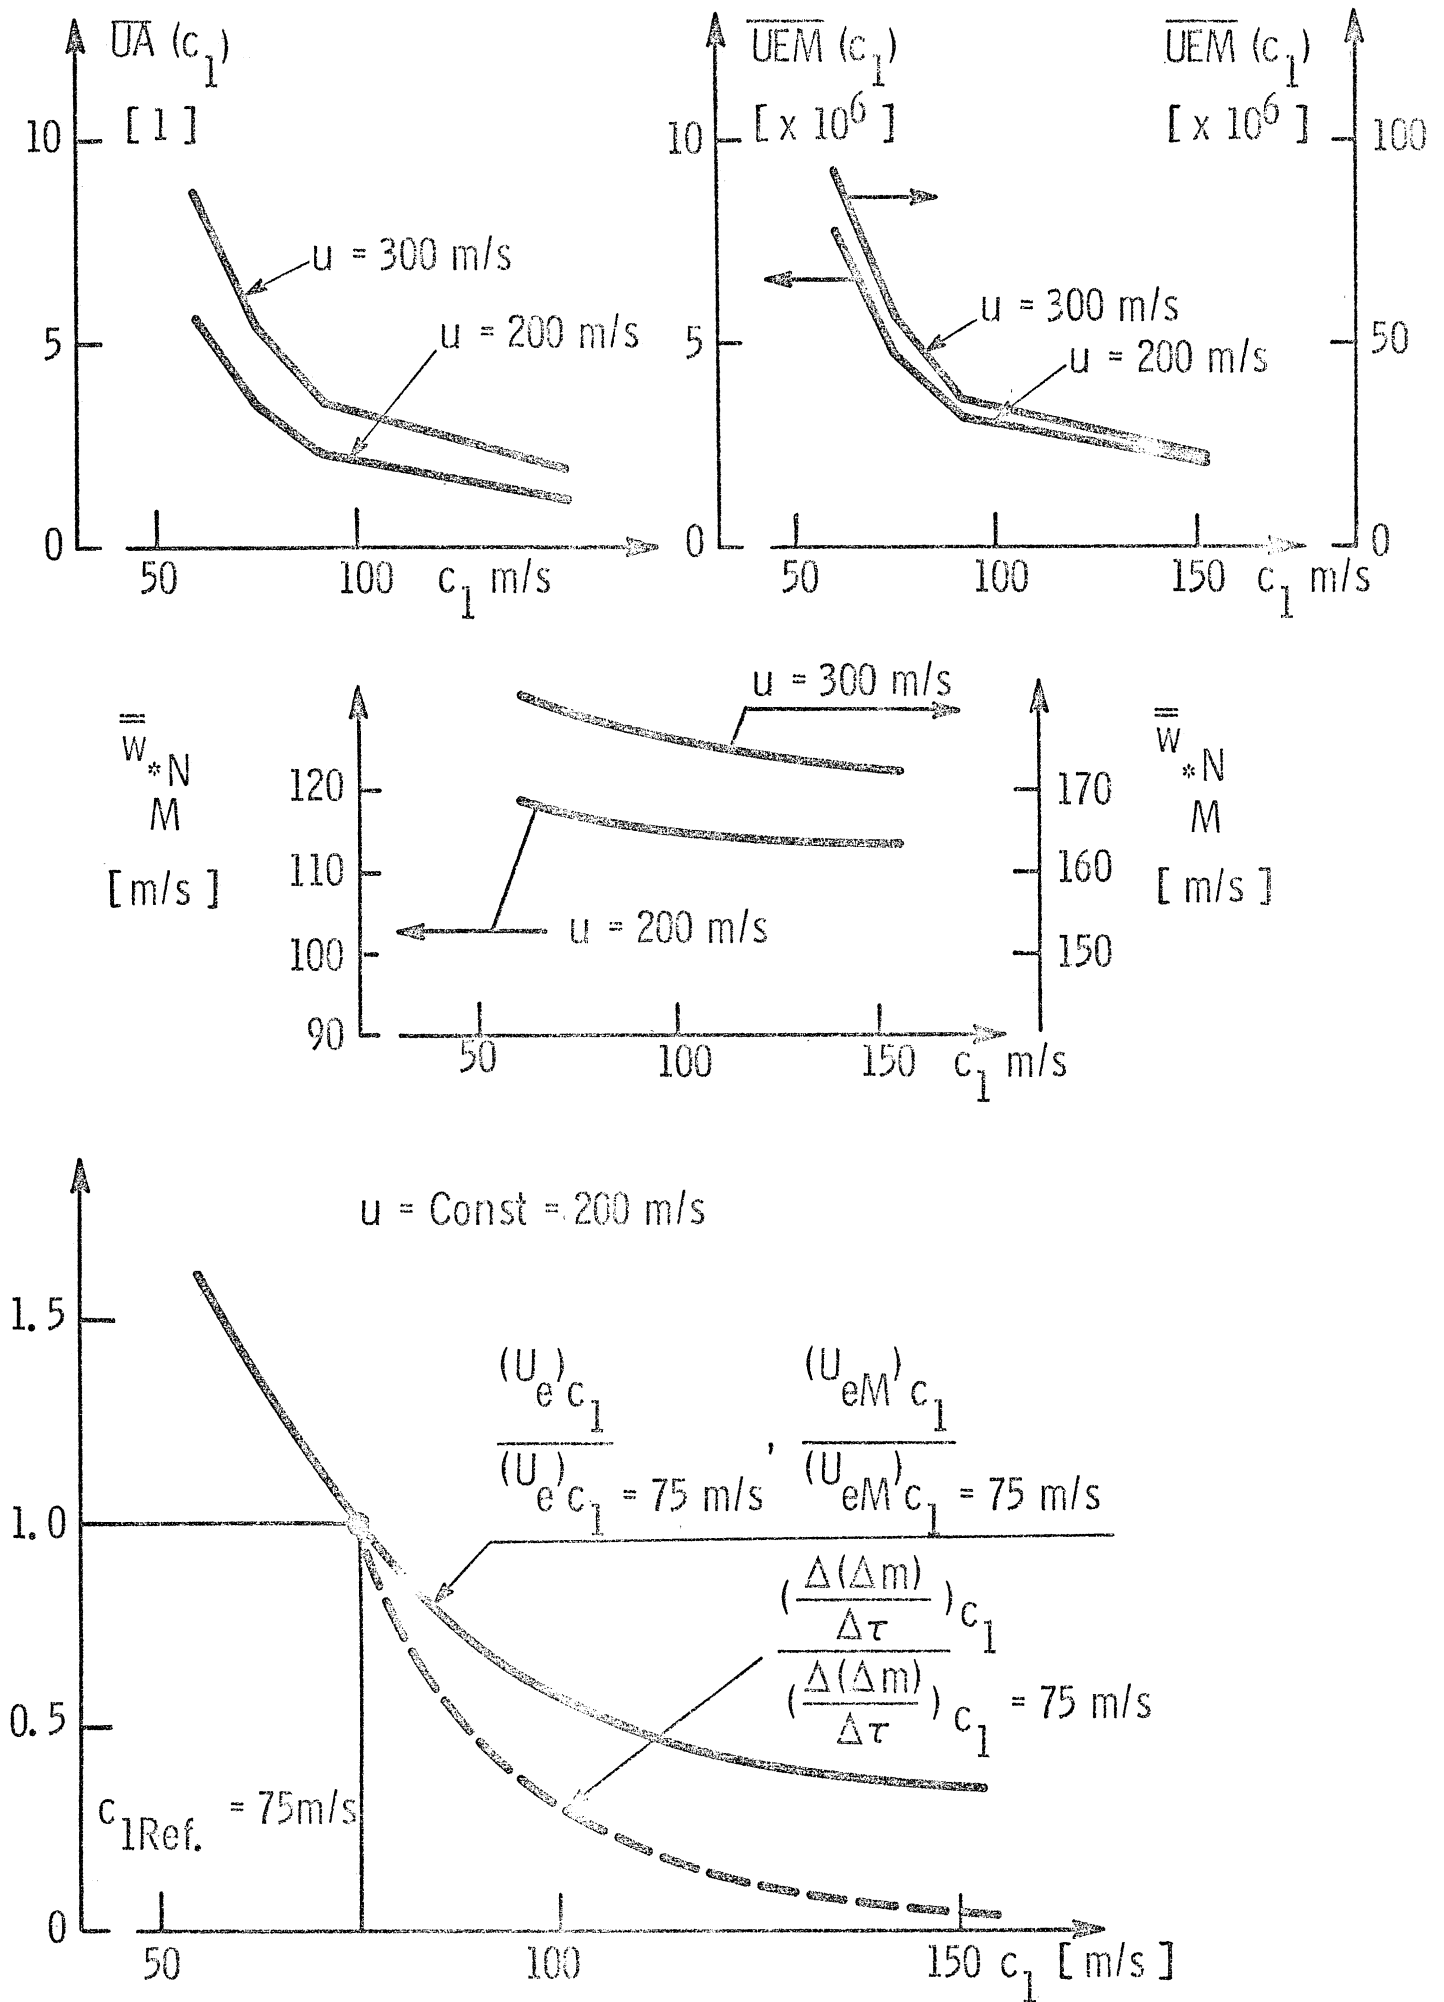 UA (c1)
[ 1 ]
10
5
0
u = 300 m/s
u = 200 m/s
50 100 c1 m/s
UEM (c1)
[ x 10^6 ]
10
5
0
UEM (c1)
[ x 10^6 ]
100
50
0
u = 300 m/s
u = 200 m/s
50 100 150 c1 m/s
w*N
M
[ m/s ]
120
110
100
90
u = 300 m/s
u = 200 m/s
170
160
150
w*N
M
[ m/s ]
50 100 150 c1 m/s
u = Const = 200 m/s
1.5
1.0
0.5
0
(Ue)c1 , (UeM)c1
(Ue)c1 = 75 m/s (UeM)c1 = 75 m/s
(Δ(Δm)
Δτ)c1
(Δ(Δm)
Δτ)c1 = 75 m/s
c1Ref. = 75m/s
50 100 150 c1 [ m/s ]